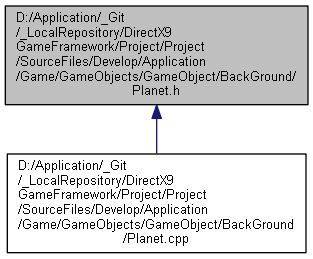 D:/Application/_Git
/_LocalRepository/DirectX9
GameFramework/Project/Project
/SourceFiles/Develop/Application
/Game/GameObjects/GameObject/BackGround/
Planet.h
D:/Application/_Git
/_LocalRepository/DirectX9
GameFramework/Project/Project
/SourceFiles/Develop/Application
/Game/GameObjects/GameObject/BackGround
/Planet.cpp